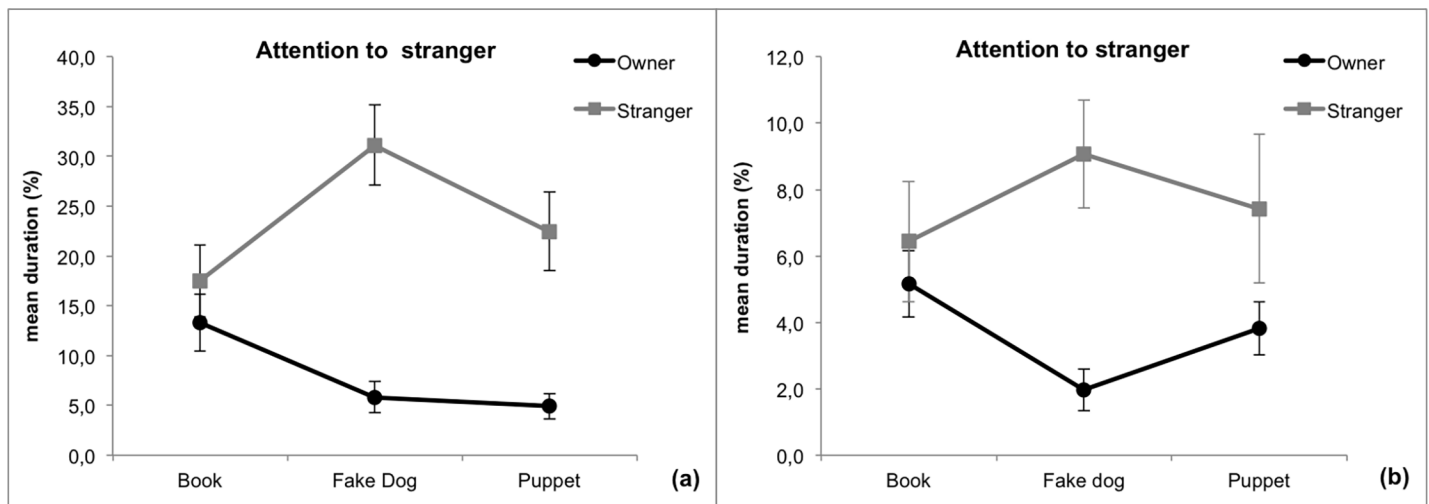 Attention to stranger
Owner
Stranger
mean duration (%)
40,0
35,0
30,0
25,0
20,0
15,0
10,0
5,0
0,0
Book
Fake Dog
Puppet
(a)
Attention to stranger
Owner
Stranger
mean duration (%)
12,0
10,0
8,0
6,0
4,0
2,0
0,0
Book
Fake dog
Puppet
(b)